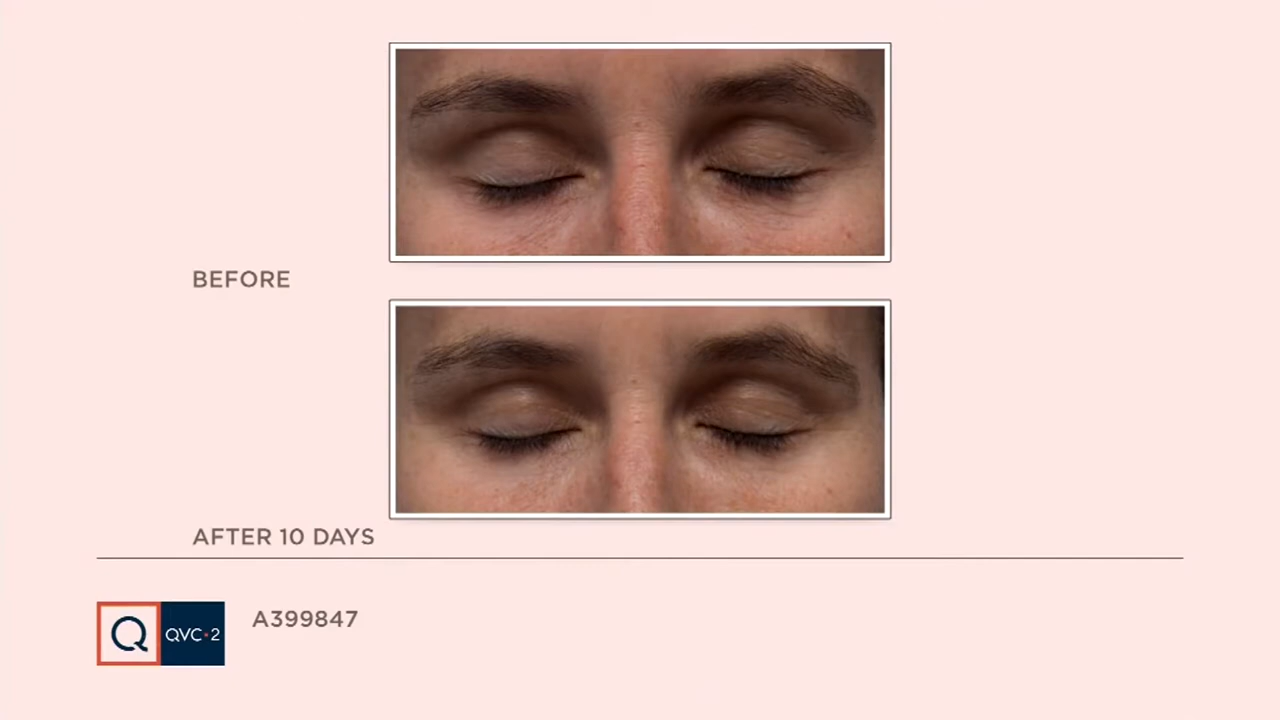 BEFORE
AFTER 10 DAYS
Q
QVC•2
A399847